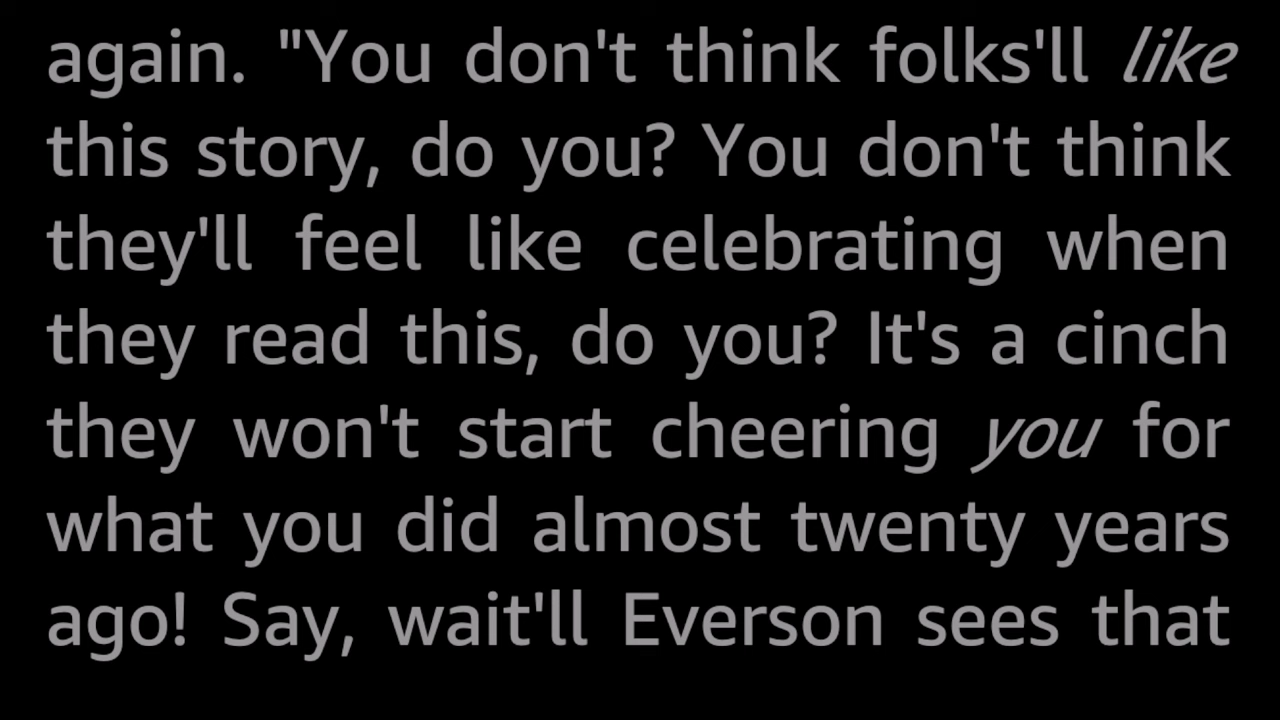 again. "You don't think folks'll like
this story, do you? You don't think
they'll feel like celebrating when
they read this, do you? It's a cinch
they won't start cheering you for
what you did almost twenty years
ago! Say, wait'll Everson sees that